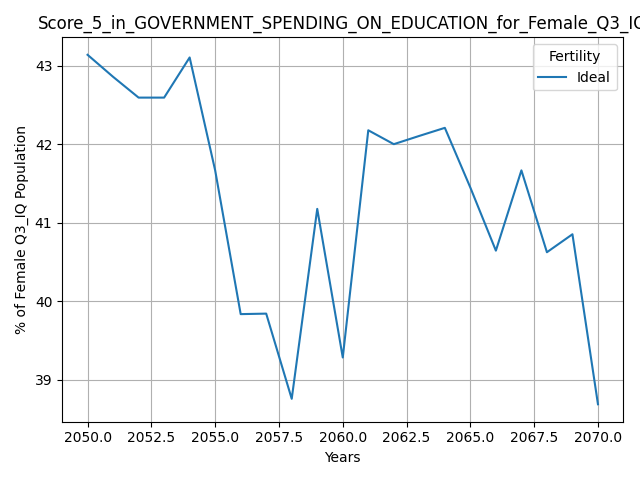 Score_5_in_GOVERNMENT_SPENDING_ON_EDUCATION_for_Female_Q3_IQ
Fertility
Ideal
43
42
41
40
39
% of Female Q3_IQ Population
2050.0 2052.5 2055.0 2057.5 2060.0 2062.5 2065.0 2067.5 2070.0
Years